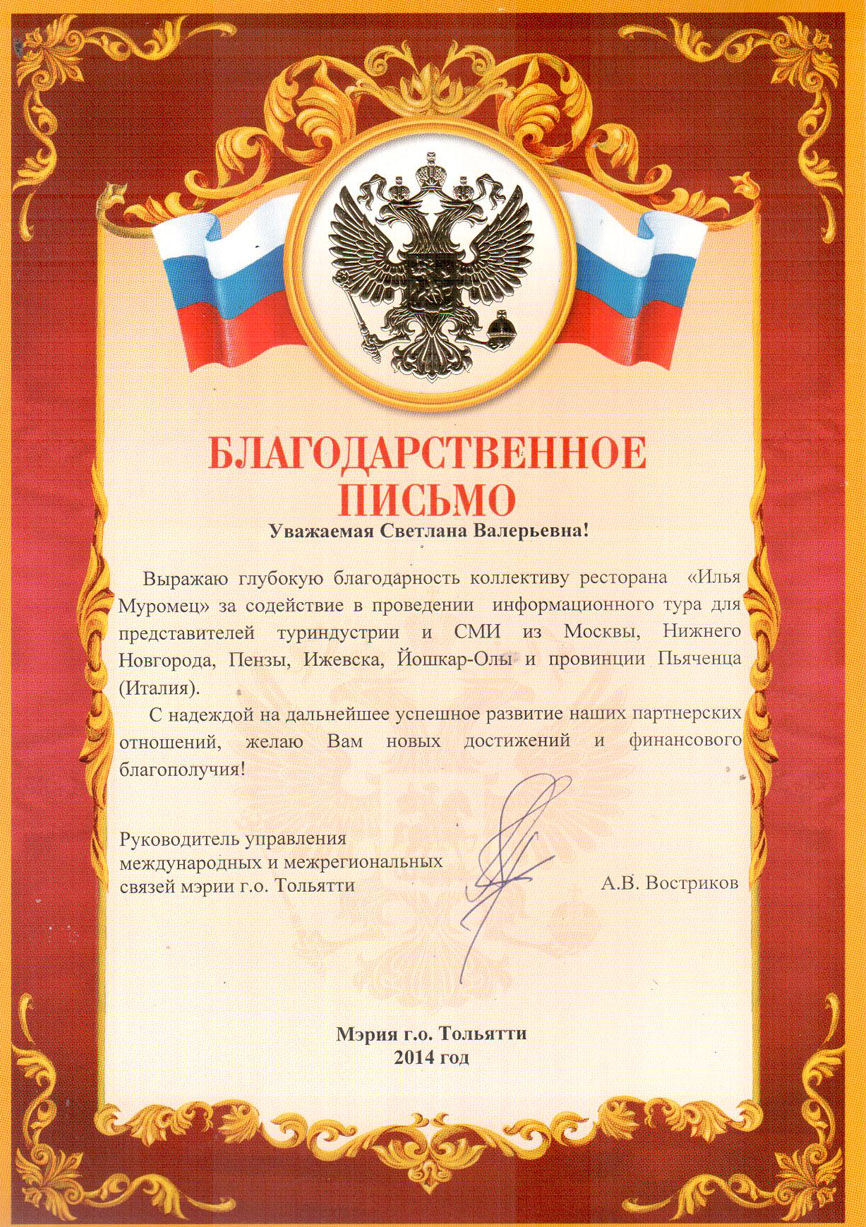 БЛАГОДАРСТВЕННОЕ
ПИСЬМО
Уважаемая Светлана Валерьевна!
Выражаю глубокую благодарность коллективу ресторана «Илья
Муромец» за содействие в проведении информационного тура для
представителей туриндустрии и СМИ из Москвы, Нижнего
Новгорода, Пензы, Ижевска, Йошкар-Олы и провинции Пьяченца
(Италия).
С надеждой на дальнейшее успешное развитие наших партнерских
отношений, желаю Вам новых достижений и финансового
благополучия!
Руководитель управления
международных и межрегиональных
связей мэрии г.о. Тольятти
А.В. Востриков
Мэрия г.о. Тольятти
2014 год